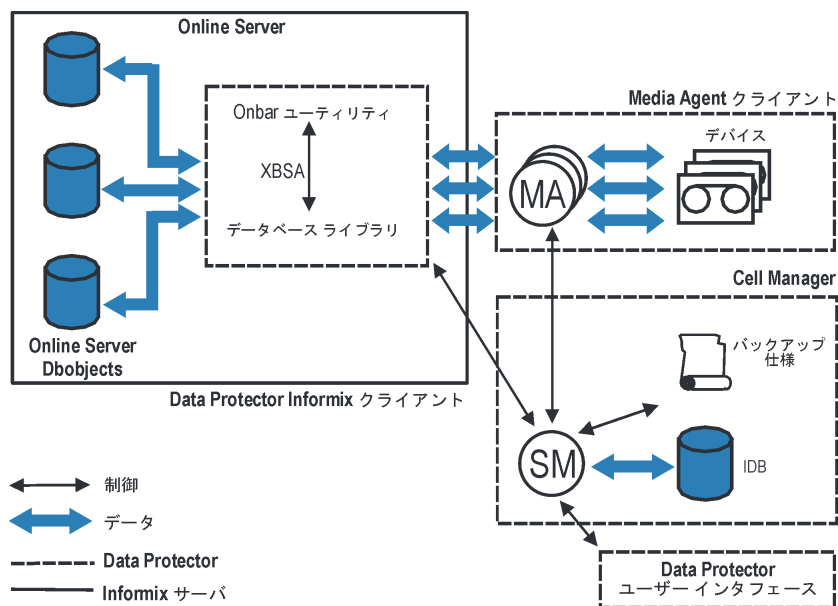 Online Server
Onbar ユーティリティ
XBSA
データベース ライブラリ
Online Server
Dbobjects
Data Protector Informix クライアント
Media Agent クライアント
デバイス
MA
Cell Manager
バックアップ
仕様
SM
IDB
制御
データ
Data Protector
Informix サーバ
Data Protector
ユーザー インタフェース